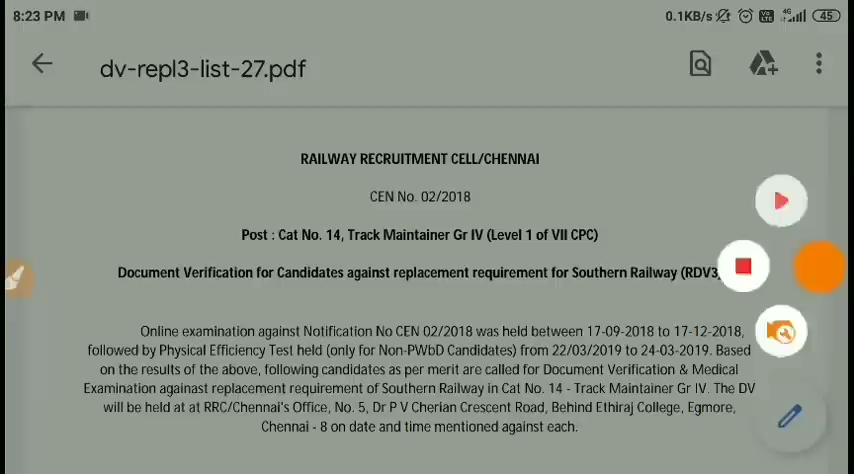 8:23 PM 0.1KB/s Vo LTE 4G 45
dv-repl3-list-27.pdf
RAILWAY RECRUITMENT CELL/CHENNAI
CEN No. 02/2018
Post : Cat No. 14, Track Maintainer Gr IV (Level 1 of VII CPC)
Document Verification for Candidates against replacement requirement for Southern Railway (RDV3
Online examination against Notification No CEN 02/2018 was held between 17-09-2018 to 17-12-2018,
followed by Physical Efficiency Test held (only for Non-PWbD Candidates) from 22/03/2019 to 24-03-2019. Based
on the results of the above, following candidates as per merit are called for Document Verification & Medical
Examination againast replacement requirement of Southern Railway in Cat No. 14 - Track Maintainer Gr IV. The DV
will be held at at RRC/Chennai's Office, No. 5, Dr P V Cherian Crescent Road, Behind Ethiraj College, Egmore,
Chennai - 8 on date and time mentioned against each.